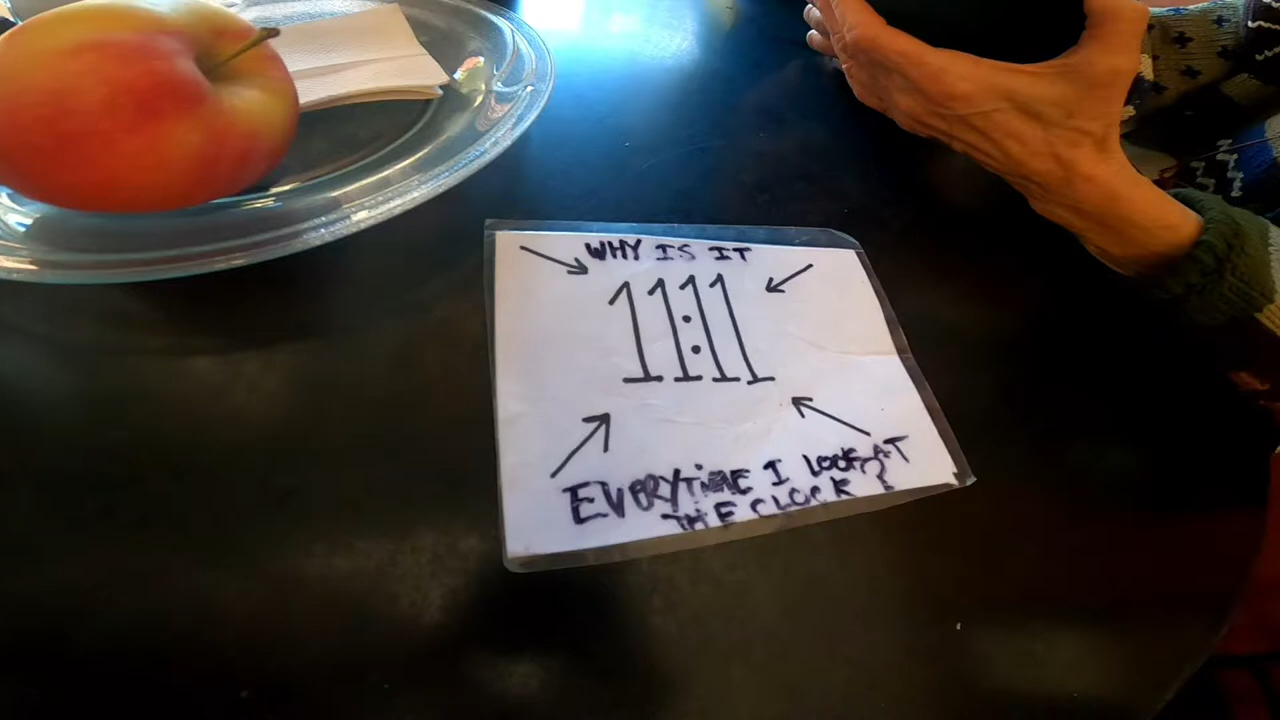 WHY IS IT
11:11
EVERYTIME I LOOK AT
THE CLOCK ?